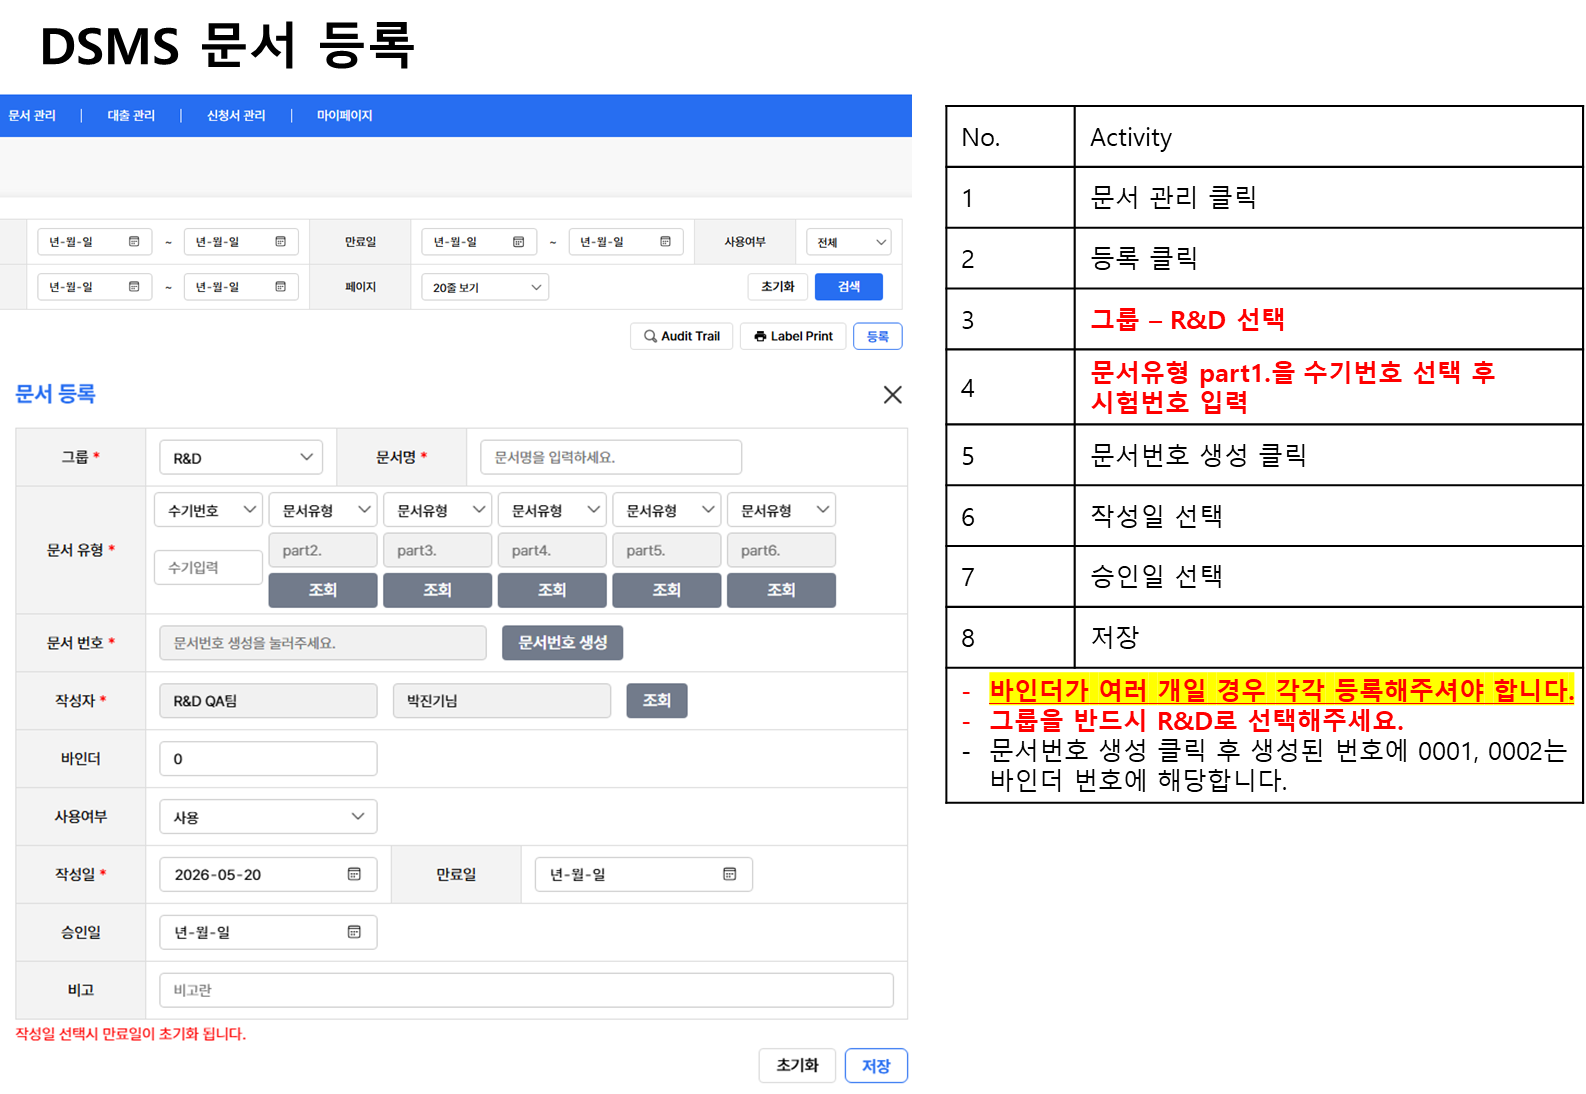 DSMS 문서 등록
문서 관리 | 대출 관리 | 신청서 관리 | 마이페이지
년-월-일 ~ 년-월-일 만료일 년-월-일 ~ 년-월-일 사용여부 전체
년-월-일 ~ 년-월-일 페이지 20줄 보기 초기화 검색
Audit Trail Label Print 등록
문서 등록
그룹 * R&D 문서명 * 문서명을 입력하세요.
문서 유형 * 수기번호 문서유형 문서유형 문서유형 문서유형 문서유형
수기입력 part2. part3. part4. part5. part6.
조회 조회 조회 조회 조회
문서 번호 * 문서번호 생성을 눌러주세요. 문서번호 생성
작성자 * R&D QA팀 박진기님 조회
바인더 0
사용여부 사용
작성일 * 2026-05-20 만료일 년-월-일
승인일 년-월-일
비고 비고란
작성일 선택시 만료일이 초기화 됩니다.
초기화 저장
No. Activity
1 문서 관리 클릭
2 등록 클릭
3 그룹 – R&D 선택
4 문서유형 part1.을 수기번호 선택 후
시험번호 입력
5 문서번호 생성 클릭
6 작성일 선택
7 승인일 선택
8 저장
- 바인더가 여러 개일 경우 각각 등록해주셔야 합니다.
- 그룹을 반드시 R&D로 선택해주세요.
- 문서번호 생성 클릭 후 생성된 번호에 0001, 0002는
바인더 번호에 해당합니다.